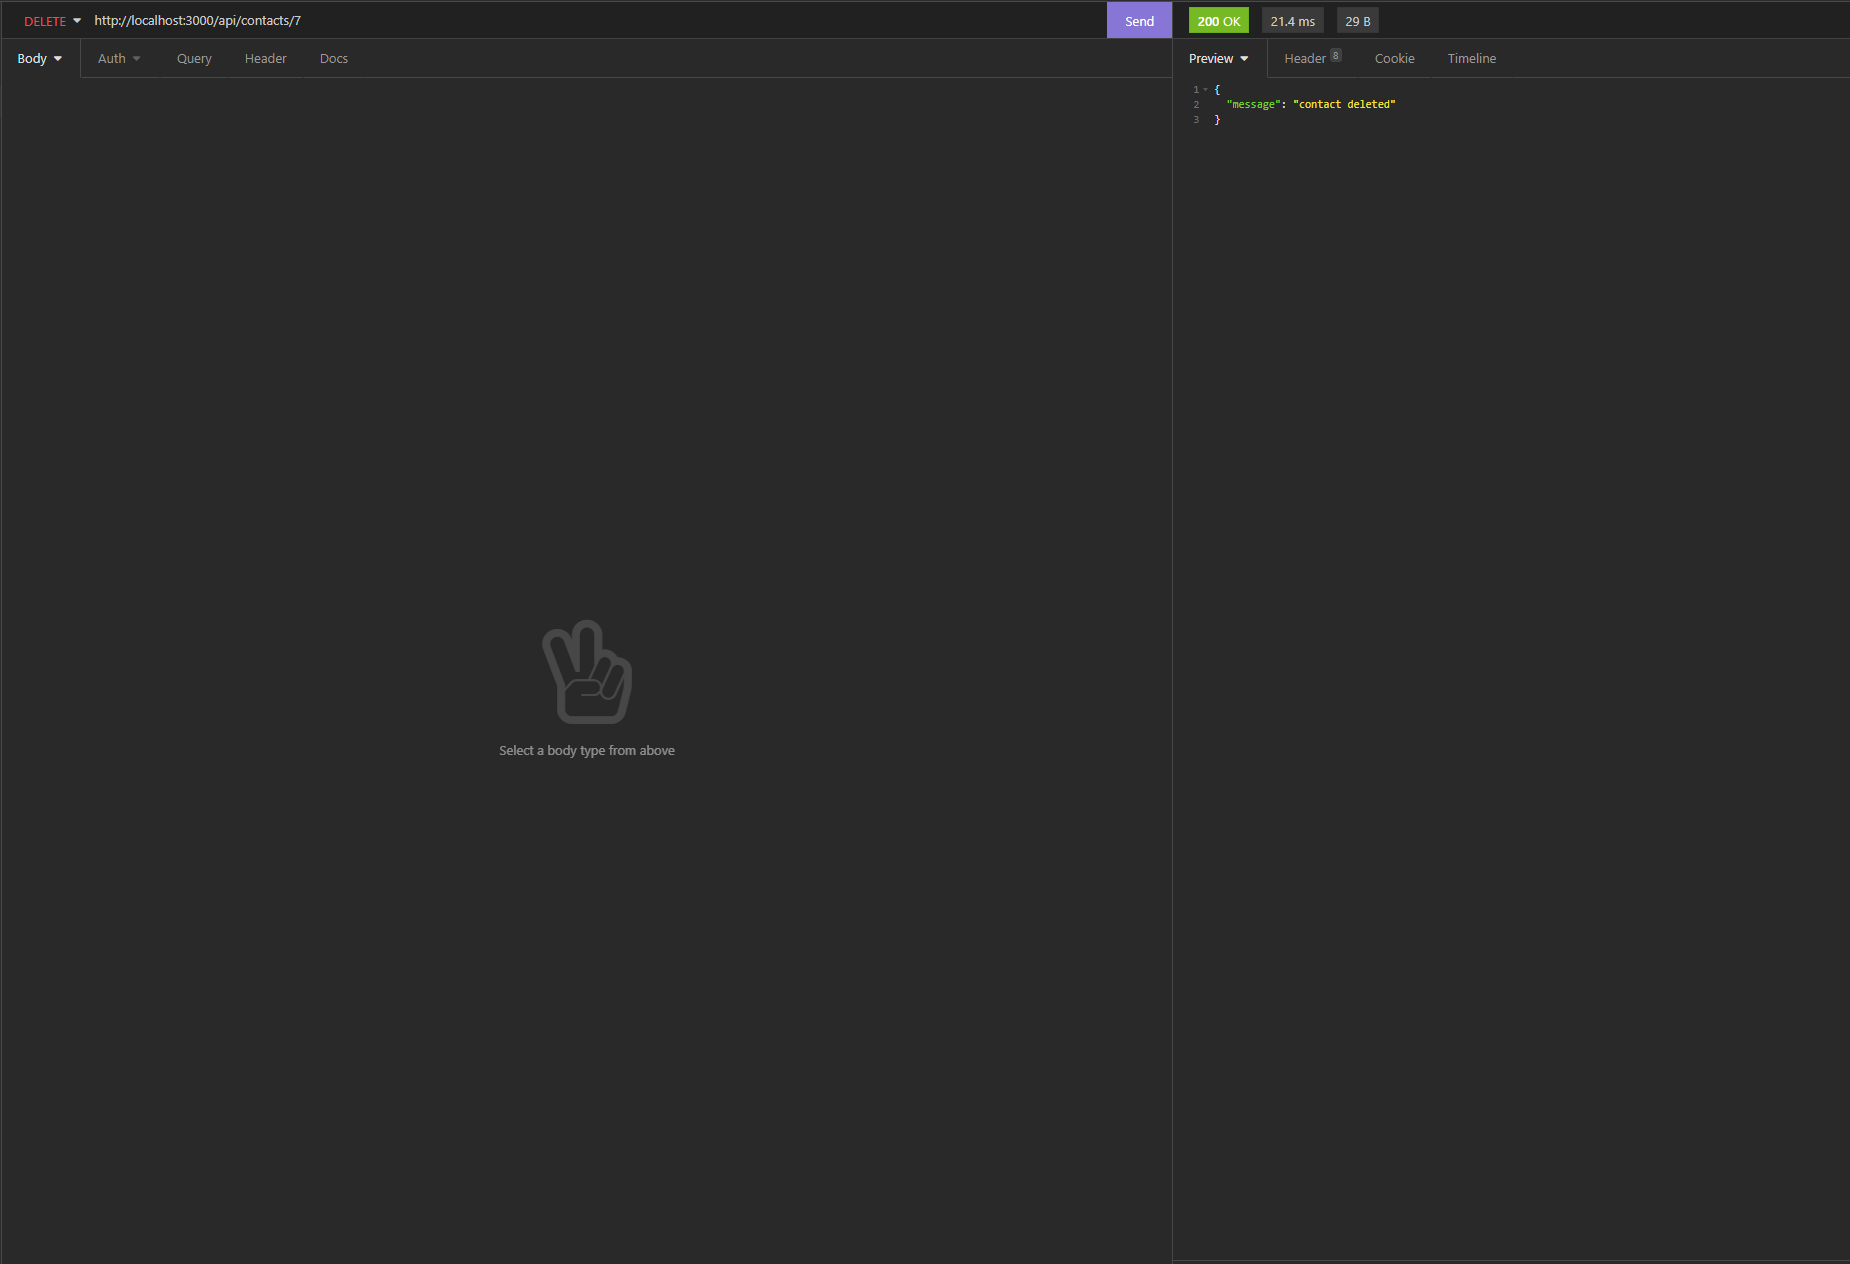 DELETE http://localhost:3000/api/contacts/7 Send
200 OK 21.4 ms 29 B
Body Auth Query Header Docs
Preview Header 8 Cookie Timeline
1 {
2 "message": "contact deleted"
3 }
Select a body type from above